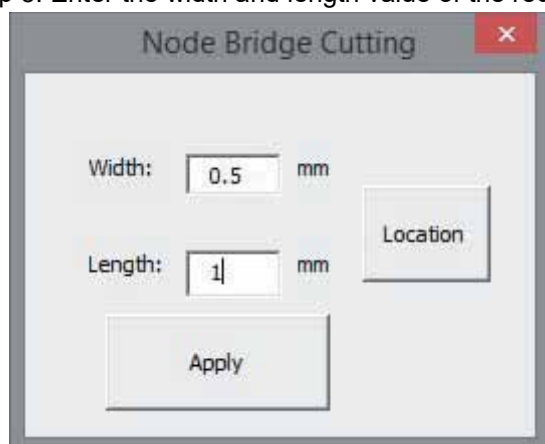 Enter the width and length value of the
Node Bridge Cutting
Width: 0.5 mm
Location
Length: 1 mm
Apply